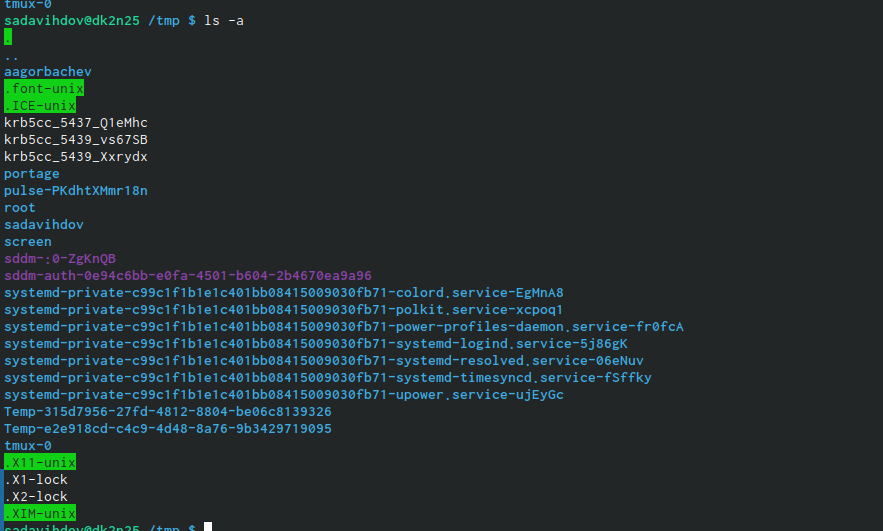 tmux-0
sadavihdov@dk2n25 /tmp $ ls -a
.
..
aagorbachev
.font-unix
.ICE-unix
krb5cc_5437_Q1eMhc
krb5cc_5439_vs67SB
krb5cc_5439_Xxrydx
portage
pulse-PKdhtXMmr18n
root
sadavihdov
screen
sddm-:0-ZgKnQB
sddm-auth-0e94c6bb-e0fa-4501-b604-2b4670ea9a96
systemd-private-c99c1f1b1e1c401bb08415009030fb71-colord.service-EgMnA8
systemd-private-c99c1f1b1e1c401bb08415009030fb71-polkit.service-xcpoq1
systemd-private-c99c1f1b1e1c401bb08415009030fb71-power-profiles-daemon.service-fr0fcA
systemd-private-c99c1f1b1e1c401bb08415009030fb71-systemd-logind.service-5j86gK
systemd-private-c99c1f1b1e1c401bb08415009030fb71-systemd-resolved.service-06eNuv
systemd-private-c99c1f1b1e1c401bb08415009030fb71-systemd-timesyncd.service-fSffky
systemd-private-c99c1f1b1e1c401bb08415009030fb71-upower.service-ujEyGc
Temp-315d7956-27fd-4812-8804-be06c8139326
Temp-e2e918cd-c4c9-4d48-8a76-9b3429719095
tmux-0
.X11-unix
.X1-lock
.X2-lock
.XIM-unix
sadavihdov@dk2n25 /tmp $